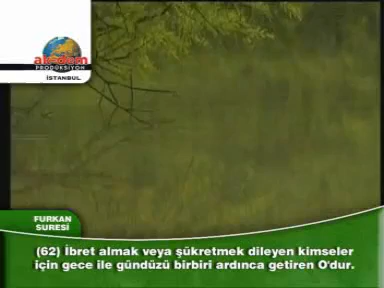 PRODÜKSİYON
İSTANBUL
FURKAN
SURESİ
(62) İbret almak veya şükretmek dileyen kimseler
için gece ile gündüzü birbiri ardınca getiren O'dur.